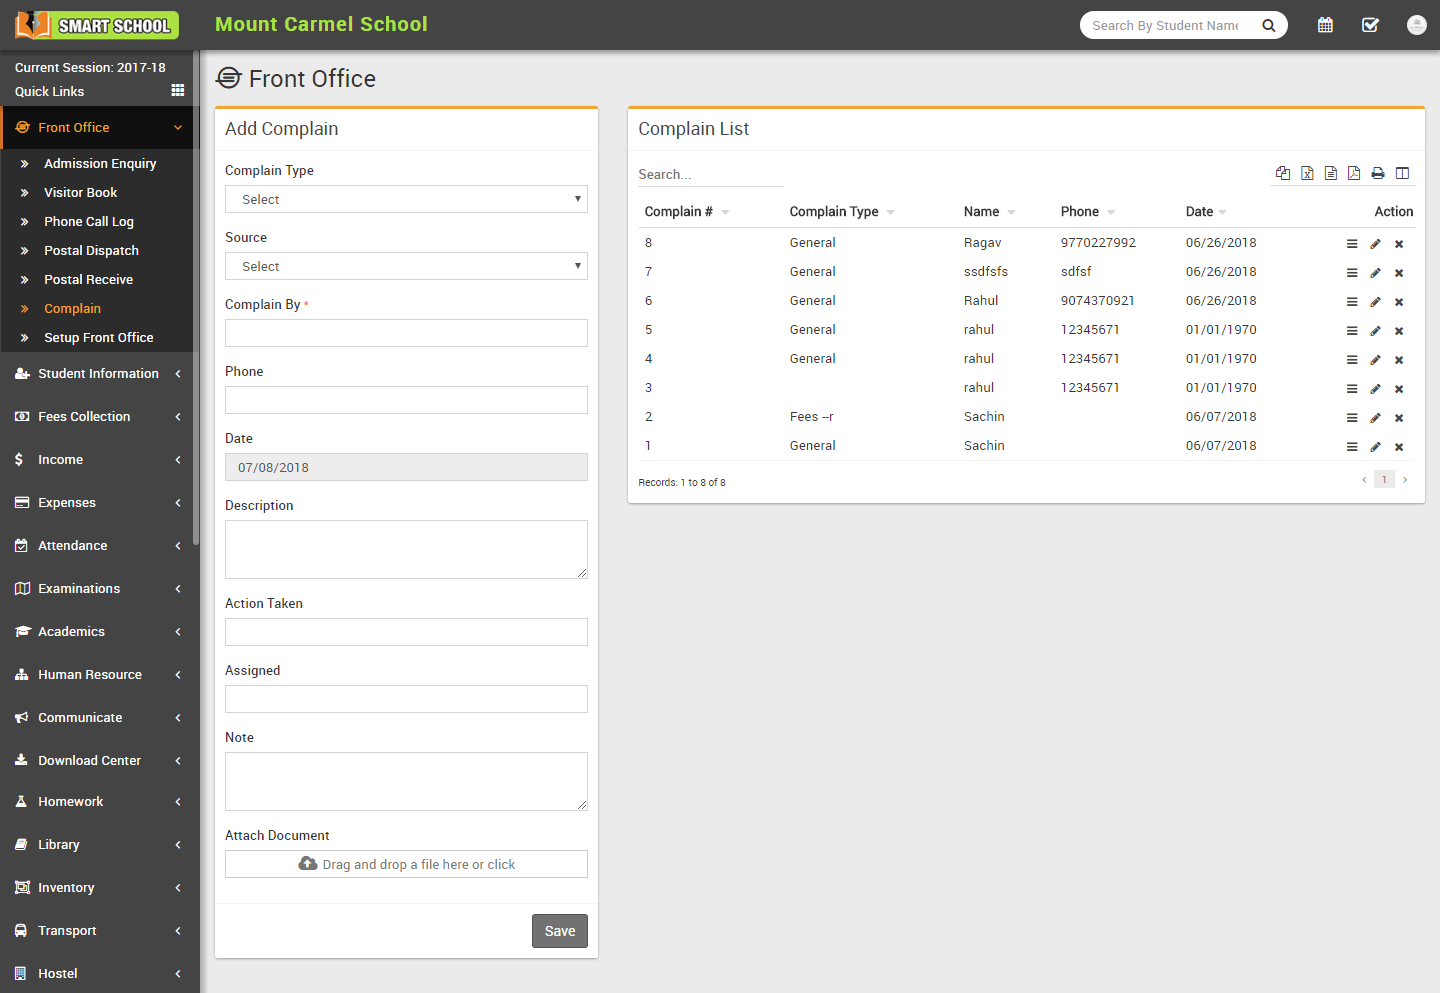 SMART SCHOOL
Mount Carmel School
Search By Student Name
Current Session: 2017-18
Quick Links
Front Office
Admission Enquiry
Visitor Book
Phone Call Log
Postal Dispatch
Postal Receive
Complain
Setup Front Office
Student Information
Fees Collection
Income
Expenses
Attendance
Examinations
Academics
Human Resource
Communicate
Download Center
Homework
Library
Inventory
Transport
Hostel
Front Office
Add Complain
Complain Type
Select
Source
Select
Complain By *
Phone
Date
07/08/2018
Description
Action Taken
Assigned
Note
Attach Document
Drag and drop a file here or click
Save
Complain List
Search...
Complain # Complain Type Name Phone Date Action
8 General Ragav 9770227992 06/26/2018
7 General ssdfsfs sdfsf 06/26/2018
6 General Rahul 9074370921 06/26/2018
5 General rahul 12345671 01/01/1970
4 General rahul 12345671 01/01/1970
3 rahul 12345671 01/01/1970
2 Fees --r Sachin 06/07/2018
1 General Sachin 06/07/2018
Records: 1 to 8 of 8
1